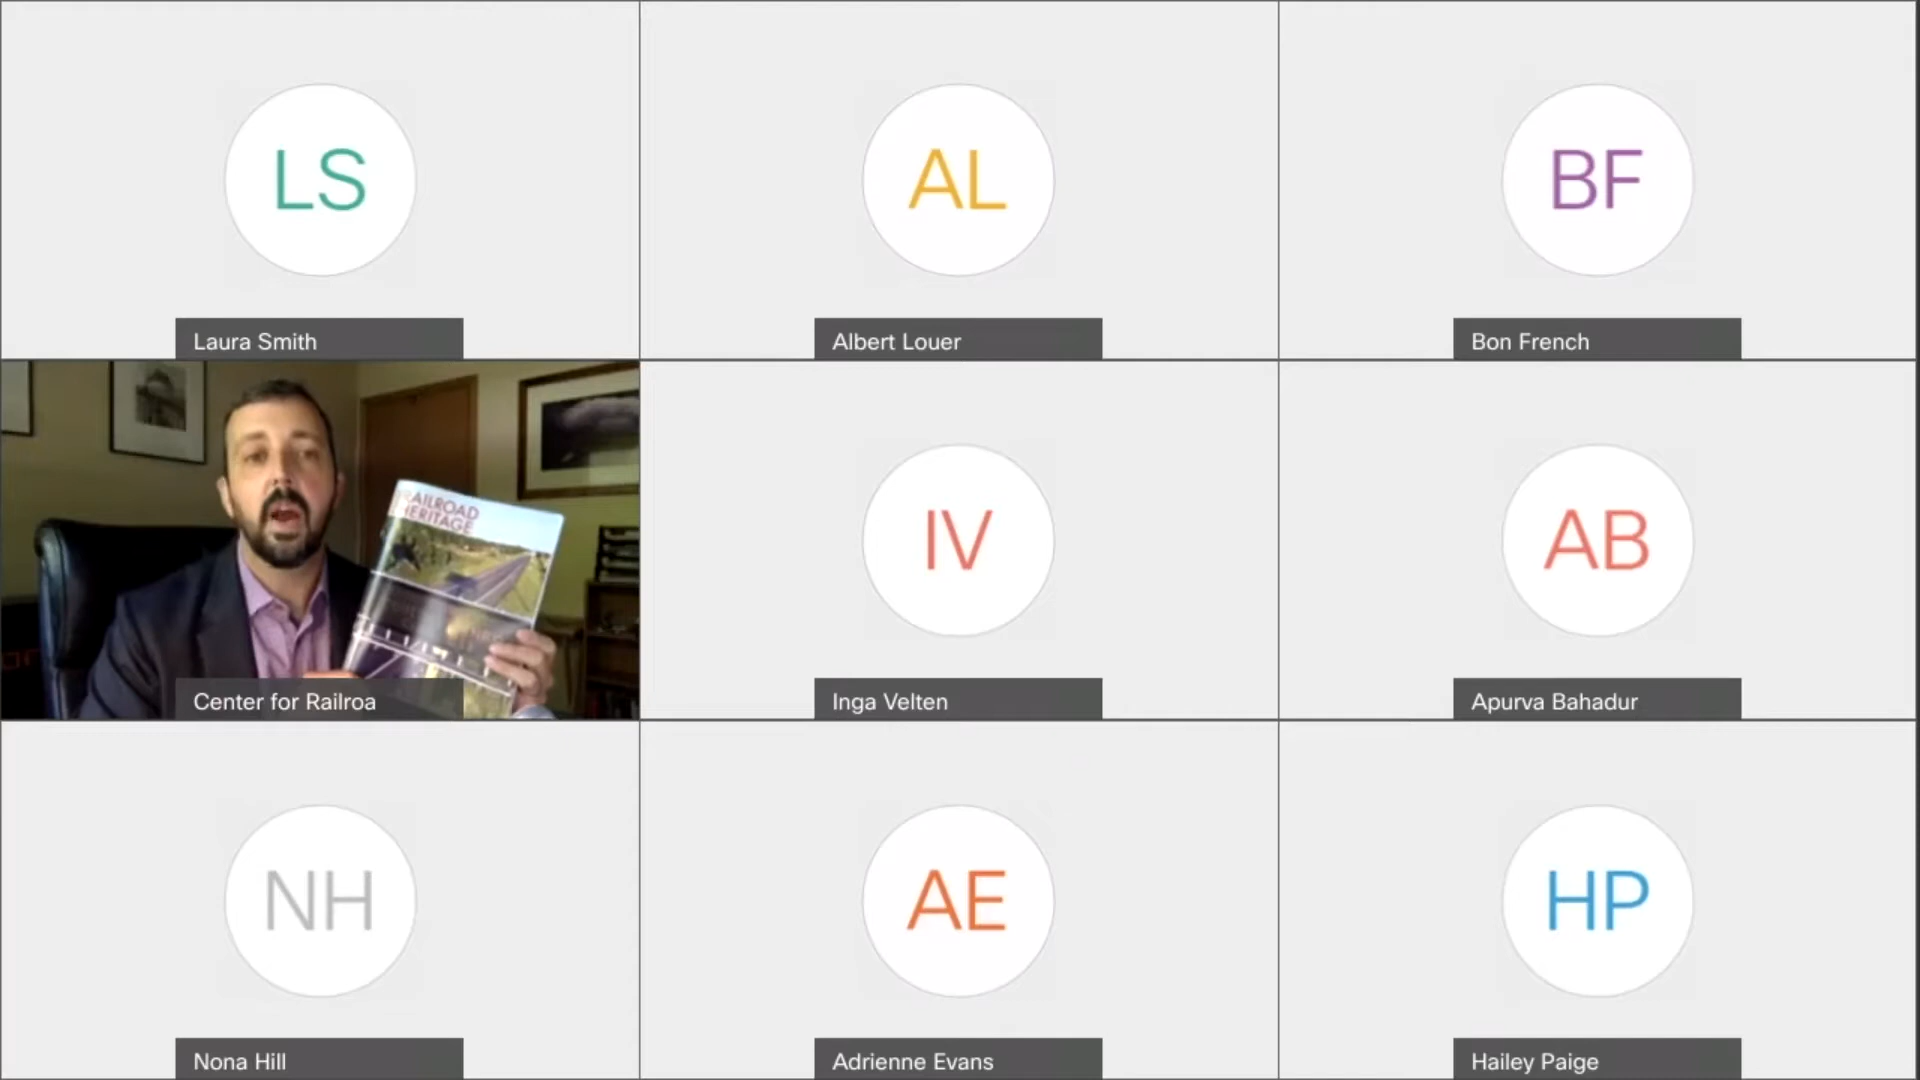 LS
AL
BF
Laura Smith
Albert Louer
Bon French
RAILROAD
HERITAGE
IV
AB
Center for Railroa
Inga Velten
Apurva Bahadur
NH
AE
HP
Nona Hill
Adrienne Evans
Hailey Paige